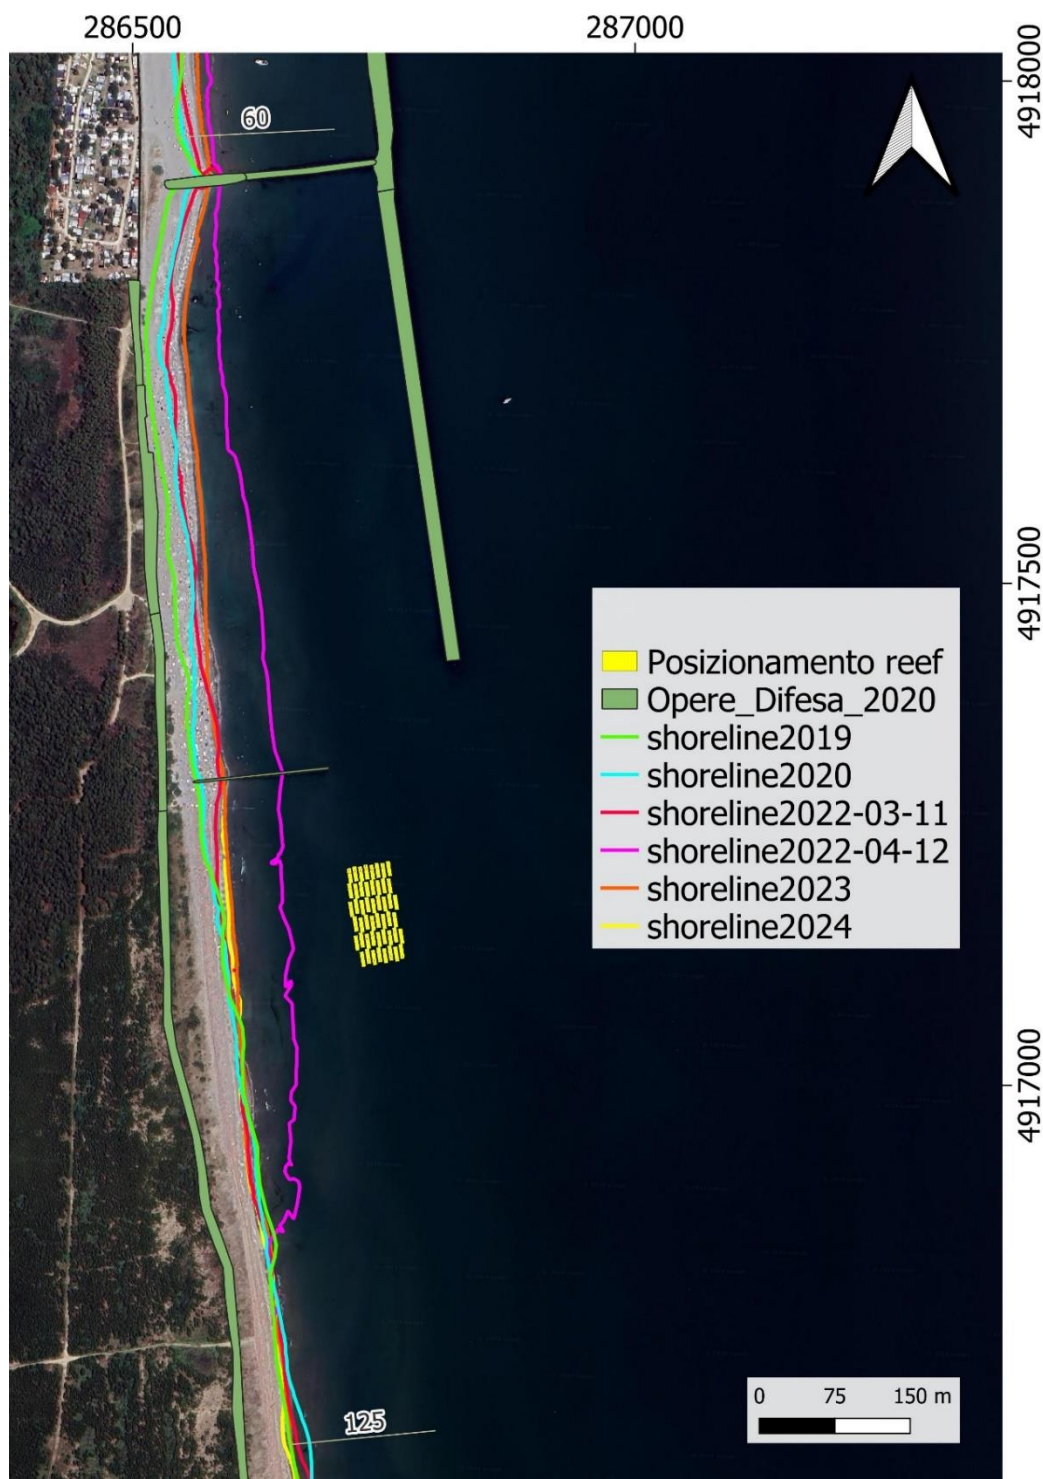 286500 287000
4918000
60
4917500
Posizionamento reef
Opere_Difesa_2020
shoreline2019
shoreline2020
shoreline2022-03-11
shoreline2022-04-12
shoreline2023
shoreline2024
4917000
0 75 150 m
125